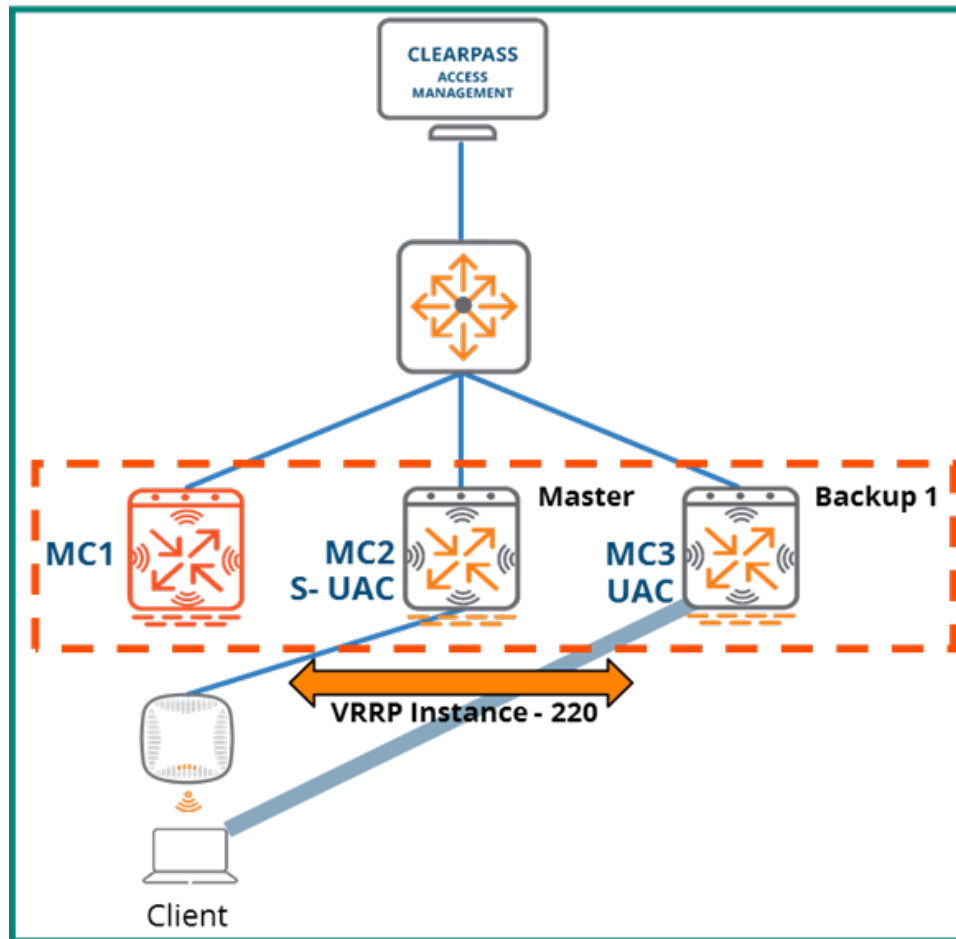 CLEARPASS
ACCESS
MANAGEMENT
Master
Backup 1
MC1
MC2
S- UAC
MC3
UAC
VRRP Instance - 220
Client